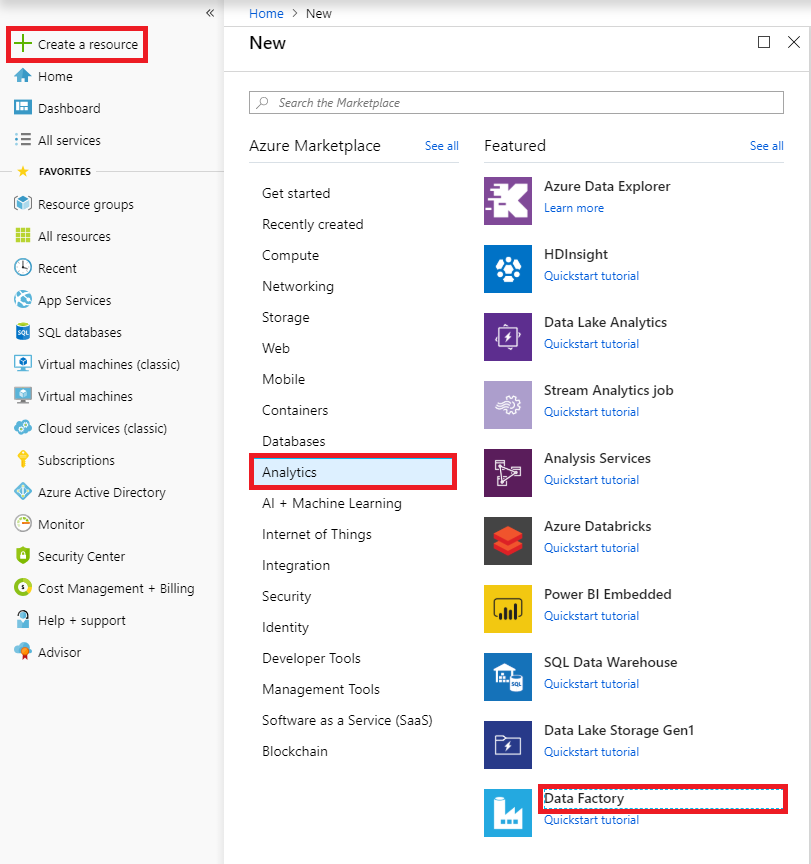 «
Create a resource
Home
Dashboard
All services
FAVORITES
Resource groups
All resources
Recent
App Services
SQL databases
Virtual machines (classic)
Virtual machines
Cloud services (classic)
Subscriptions
Azure Active Directory
Monitor
Security Center
Cost Management + Billing
Help + support
Advisor
Home > New
New
Search the Marketplace
Azure Marketplace See all
Get started
Recently created
Compute
Networking
Storage
Web
Mobile
Containers
Databases
Analytics
AI + Machine Learning
Internet of Things
Integration
Security
Identity
Developer Tools
Management Tools
Software as a Service (SaaS)
Blockchain
Featured See all
Azure Data Explorer
Learn more
HDInsight
Quickstart tutorial
Data Lake Analytics
Quickstart tutorial
Stream Analytics job
Quickstart tutorial
Analysis Services
Quickstart tutorial
Azure Databricks
Quickstart tutorial
Power BI Embedded
Quickstart tutorial
SQL Data Warehouse
Quickstart tutorial
Data Lake Storage Gen1
Quickstart tutorial
Data Factory
Quickstart tutorial